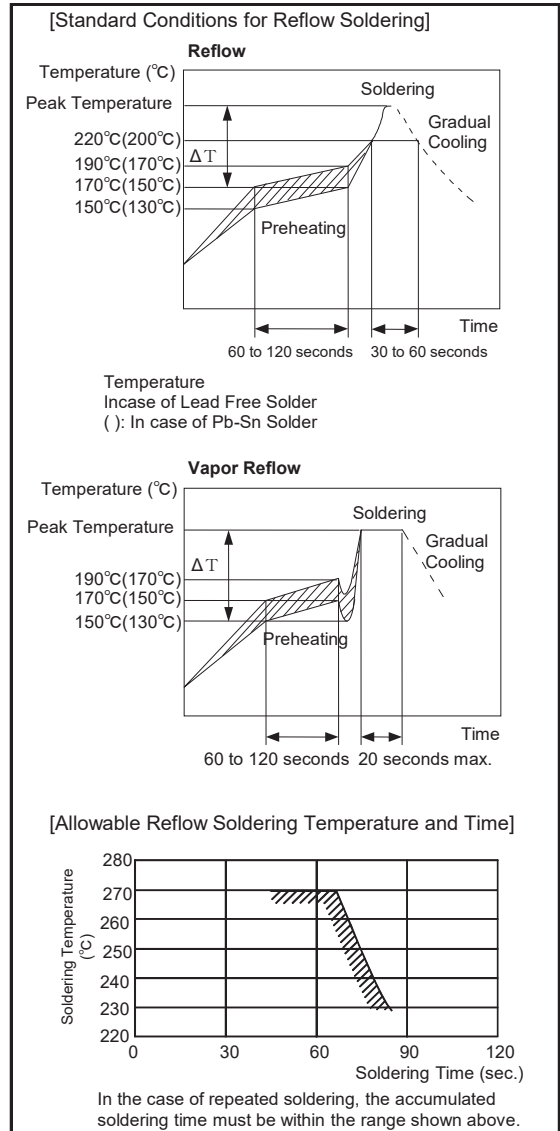 [Standard Conditions for Reflow Soldering]
Reflow
Temperature (°C)
Soldering
Peak Temperature
Gradual
Cooling
220°C(200°C)
ΔT
190°C(170°C)
170°C(150°C)
150°C(130°C)
Preheating
Time
60 to 120 seconds
30 to 60 seconds
Temperature
Incase of Lead Free Solder
( ): In case of Pb-Sn Solder
Vapor Reflow
Temperature (°C)
Soldering
Peak Temperature
Gradual
Cooling
ΔT
190°C(170°C)
170°C(150°C)
150°C(130°C)
Preheating
Time
60 to 120 seconds
20 seconds max.
[Allowable Reflow Soldering Temperature and Time]
Soldering Temperature
(°C)
280
270
260
250
240
230
220
0 30 60 90 120
Soldering Time (sec.)
In the case of repeated soldering, the accumulated
soldering time must be within the range shown above.